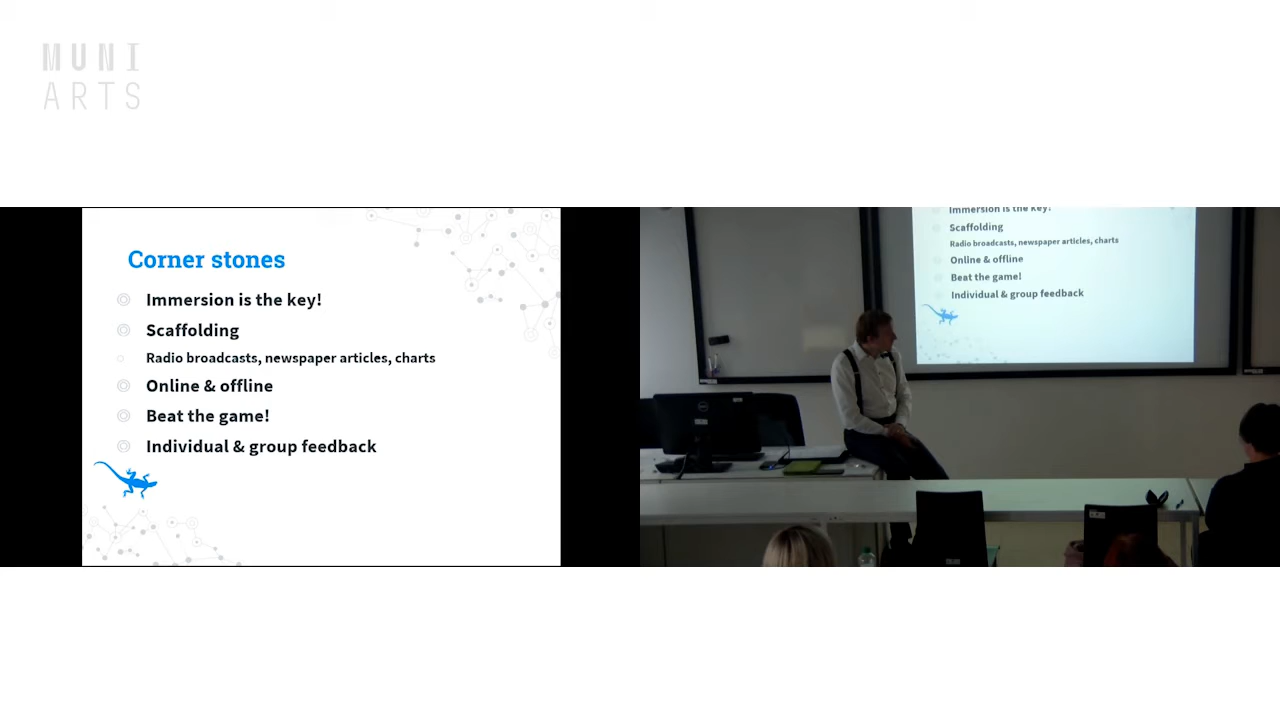 MUNI
ARTS
Corner stones
Immersion is the key!
Scaffolding
Radio broadcasts, newspaper articles, charts
Online & offline
Beat the game!
Individual & group feedback
Immersion is the key!
Scaffolding
Radio broadcasts, newspaper articles, charts
Online & offline
Beat the game!
Individual & group feedback